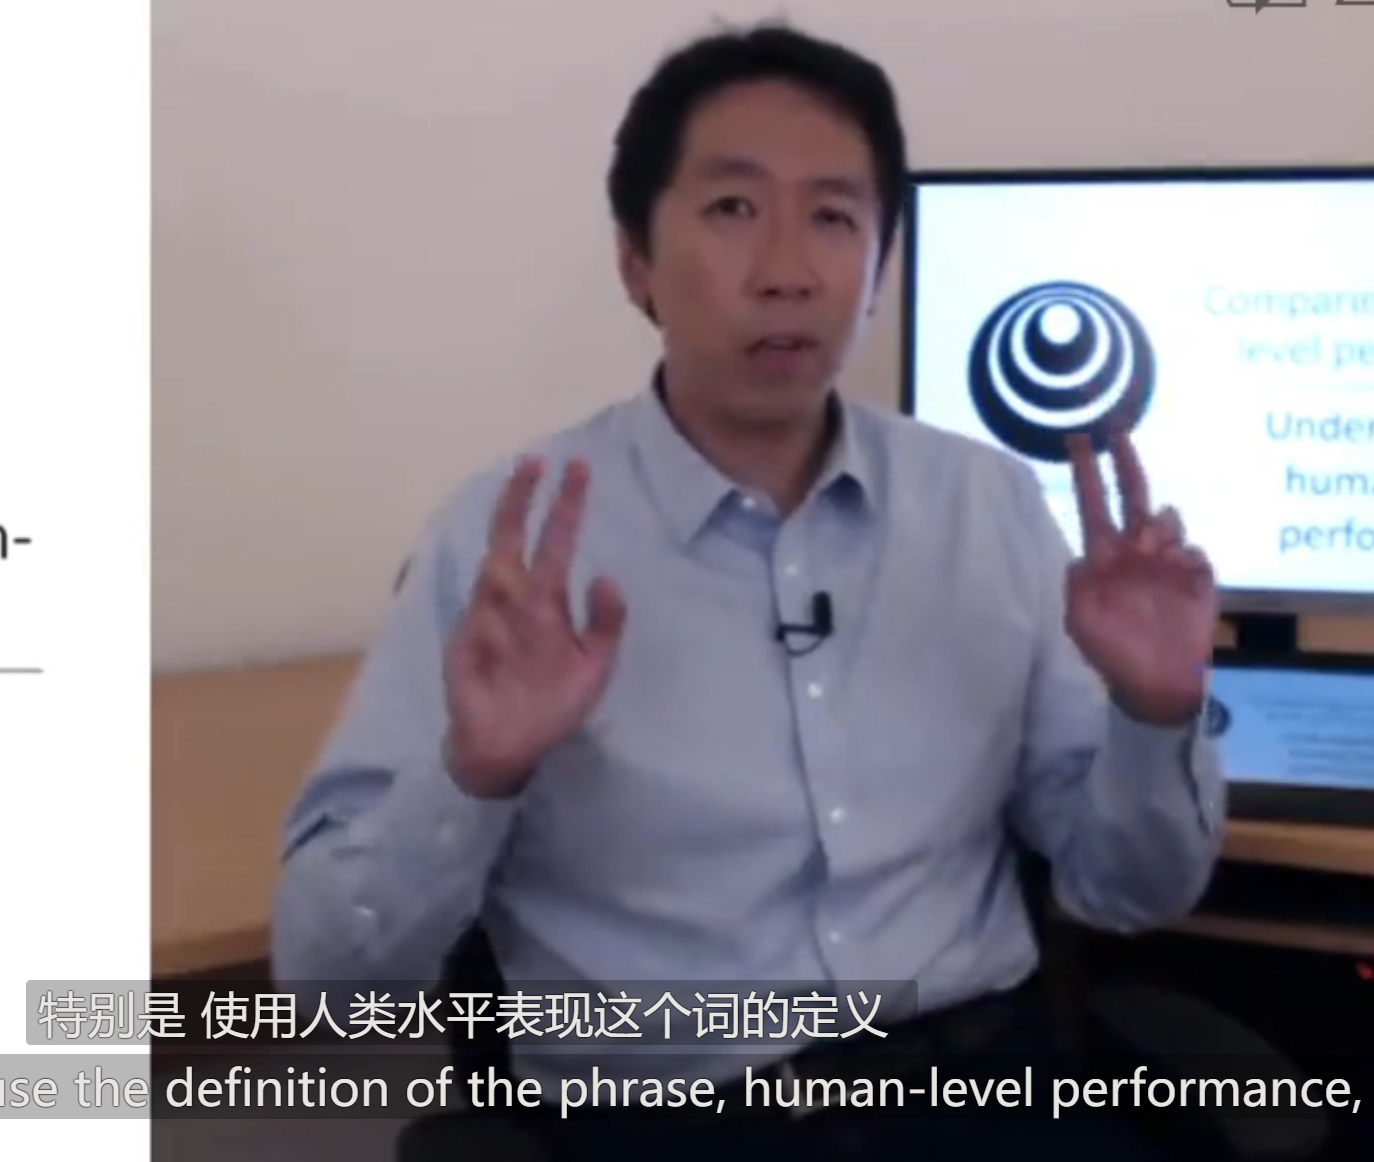 n-
Comparin
level pe
Under
huma
perfo
特别是 使用人类水平表现这个词的定义
use the definition of the phrase, human-level performance,